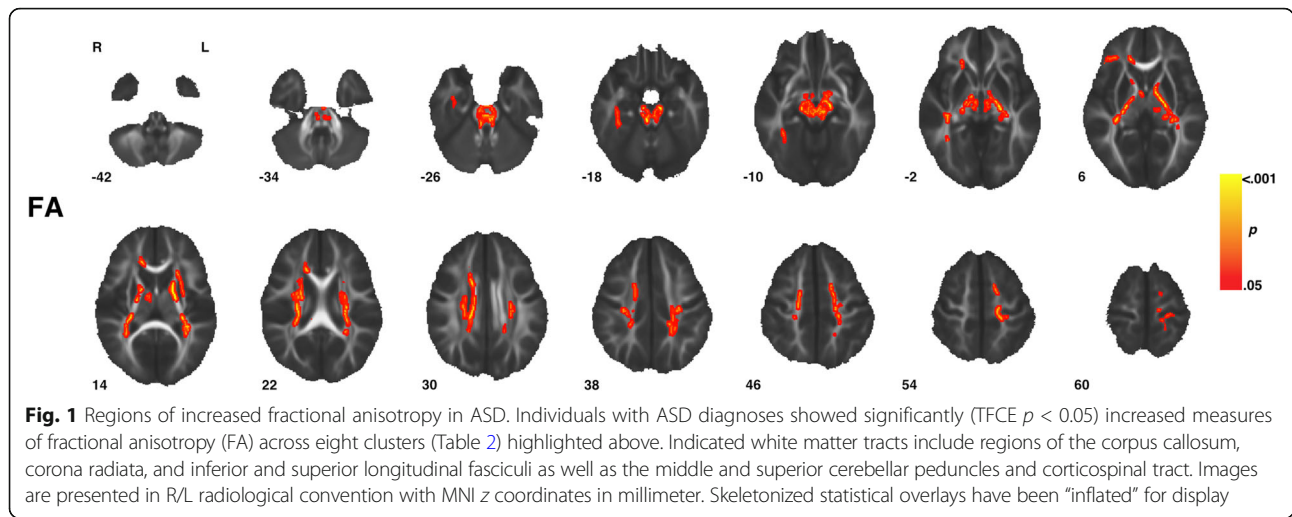 R L
-42 -34 -26 -18 -10 -2 6
FA
<.001
p
.05
14 22 30 38 46 54 60
Fig. 1 Regions of increased fractional anisotropy in ASD. Individuals with ASD diagnoses showed significantly (TFCE p < 0.05) increased measures
of fractional anisotropy (FA) across eight clusters (Table 2) highlighted above. Indicated white matter tracts include regions of the corpus callosum,
corona radiata, and inferior and superior longitudinal fasciculi as well as the middle and superior cerebellar peduncles and corticospinal tract. Images
are presented in R/L radiological convention with MNI z coordinates in millimeter. Skeletonized statistical overlays have been “inflated” for display